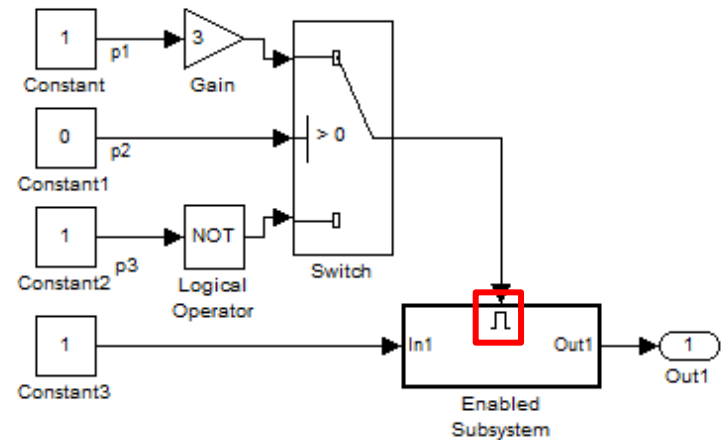 1
p1
3
Constant
Gain
0
p2
> 0
Constant1
1
p3
NOT
Constant2
Logical
Operator
Switch
1
In1
Out1
1
Constant3
Out1
Enabled
Subsystem